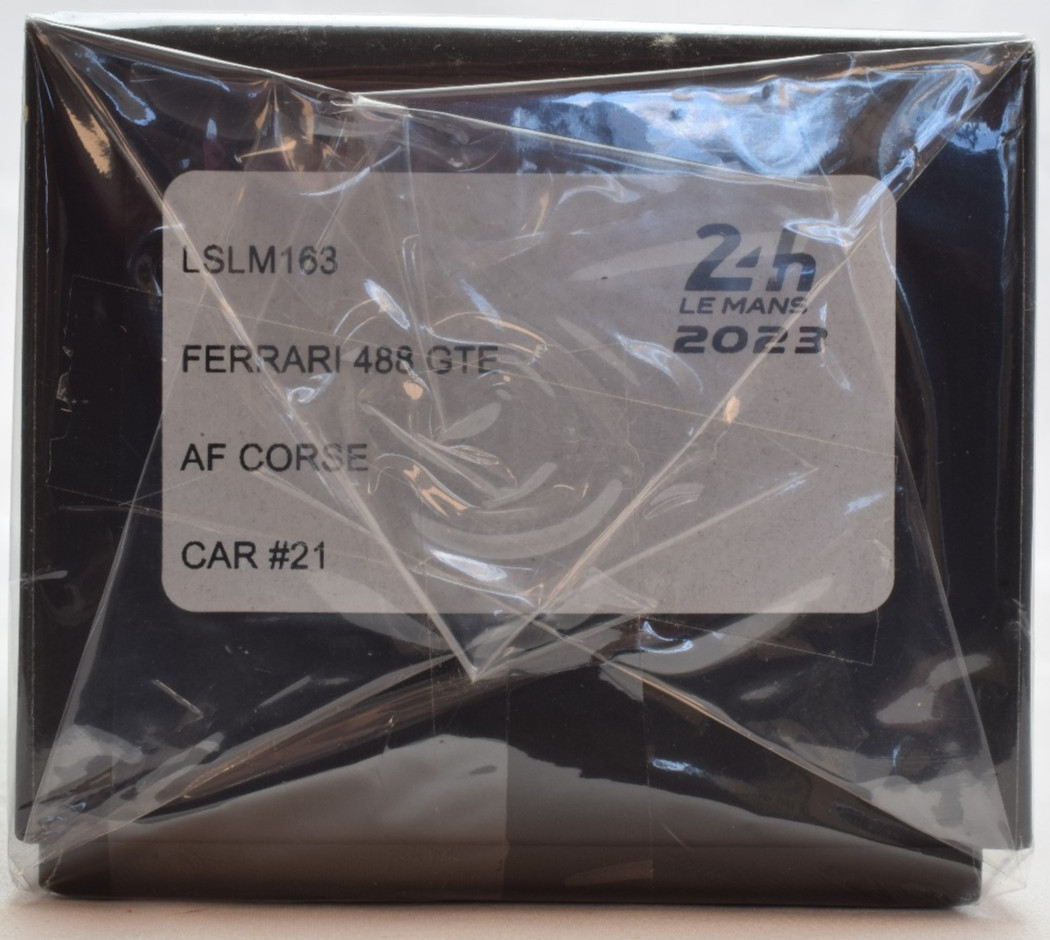 LSLM163
24h
LE MANS
2023
FERRARI 488 GTE
AF CORSE
CAR #21